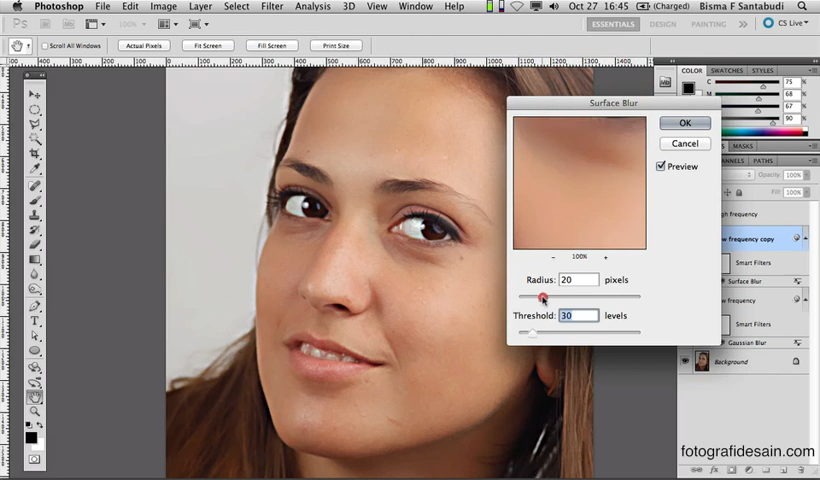 Photoshop File Edit Image Layer Select Filter Analysis 3D View Window Help Oct 27 16:45 (Charged) Bisma F Santabudi
Ps 100% ESSENTIALS DESIGN PAINTING CS Live
Scroll All Windows Actual Pixels Fit Screen Fill Screen Print Size
COLOR SWATCHES STYLES
C 75 %
M 68 %
67 %
90 %
Surface Blur
OK
Cancel
Preview
100%
Radius: 20 pixels
Threshold: 30 levels
MASKS
CHANNELS PATHS
Opacity: 100%
Fill: 100%
gh frequency
w frequency copy
Smart Filters
Surface Blur
w frequency
Smart Filters
Gaussian Blur
Background
fotografidesain.com